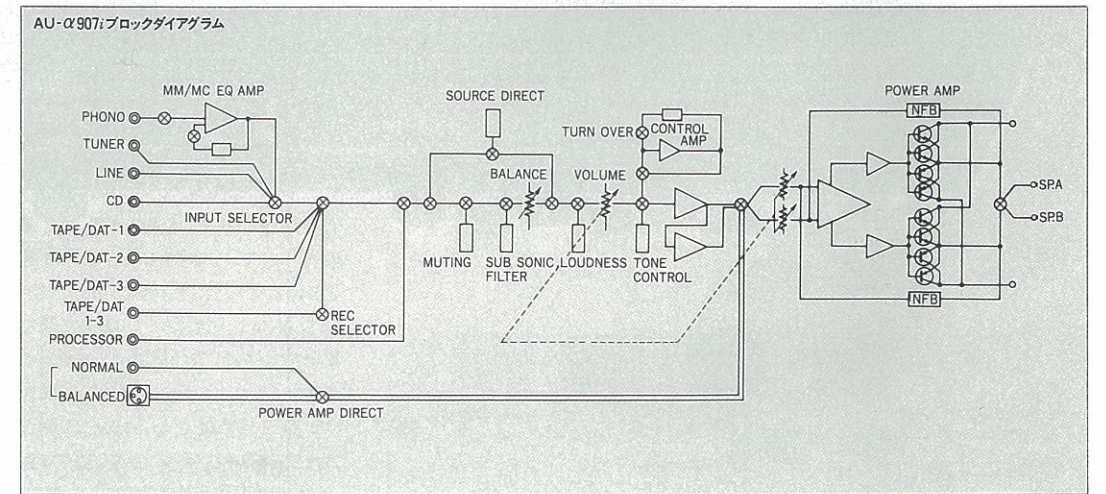 AU-α907iブロックダイアグラム
MM/MC EQ AMP
PHONO
TUNER
LINE
CD
INPUT SELECTOR
TAPE/DAT-1
TAPE/DAT-2
TAPE/DAT-3
TAPE/DAT
1-3
REC
SELECTOR
PROCESSOR
NORMAL
BALANCED
POWER AMP DIRECT
SOURCE DIRECT
BALANCE
VOLUME
MUTING
SUB SONIC
FILTER
LOUDNESS
TONE
CONTROL
TURN OVER
CONTROL
AMP
POWER AMP
NFB
NFB
SP.A
SP.B